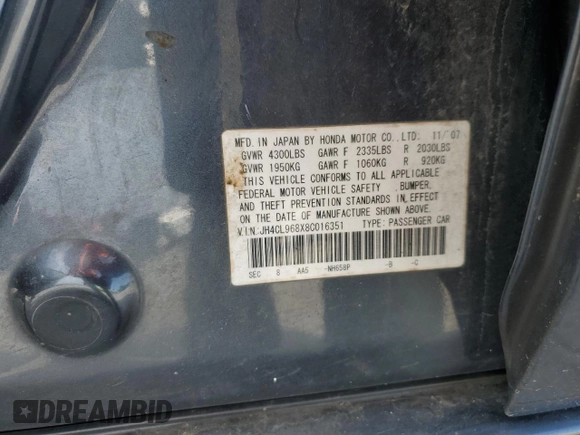 MFD. IN JAPAN BY HONDA MOTOR CO., LTD. 11/07
GVWR 4300LBS GAWR F 2335LBS R 2030LBS
GVWR 1950KG GAWR F 1060KG R 920KG
THIS VEHICLE CONFORMS TO ALL APPLICABLE
FEDERAL MOTOR VEHICLE SAFETY , BUMPER,
AND THEFT PREVENTION STANDARDS IN EFFECT
ON THE DATE OF MANUFACTURE SHOWN ABOVE.
V.I.N. JH4CL968X8C016351 TYPE: PASSENGER CAR
SEC 8 AA5 -NH658P -B -C
DREAMBID